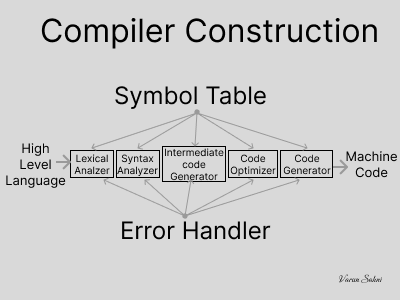 Compiler Construction
Symbol Table
High
Level
Language
Lexical
Analzer
Syntax
Analyzer
Intermediate
code
Generator
Code
Optimizer
Code
Generator
Machine
Code
Error Handler
Varun Sahni